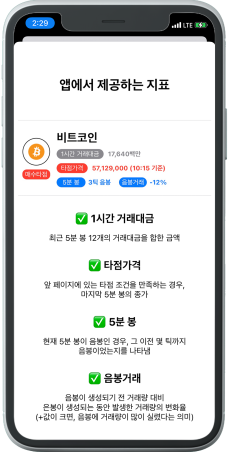 2:29
LTE
앱에서 제공하는 지표
비트코인
1시간 거래대금 17,640백만
매수타점
타점가격 57,129,000 (10:15 기준)
5분 봉 3틱 음봉 음봉거래 -12%
1시간 거래대금
최근 5분 봉 12개의 거래대금을 합한 금액
타점가격
앞 페이지에 있는 타점 조건을 만족하는 경우,
마지막 5분 봉의 종가
5분 봉
현재 5분 봉이 음봉인 경우, 그 이전 몇 틱까지
음봉이었는지를 나타냄
음봉거래
음봉이 생성되기 전 거래량 대비
은봉이 생성되는 동안 발생한 거래량의 변화율
(+값이 크면, 음봉에 거래량이 많이 실렸다는 의미)